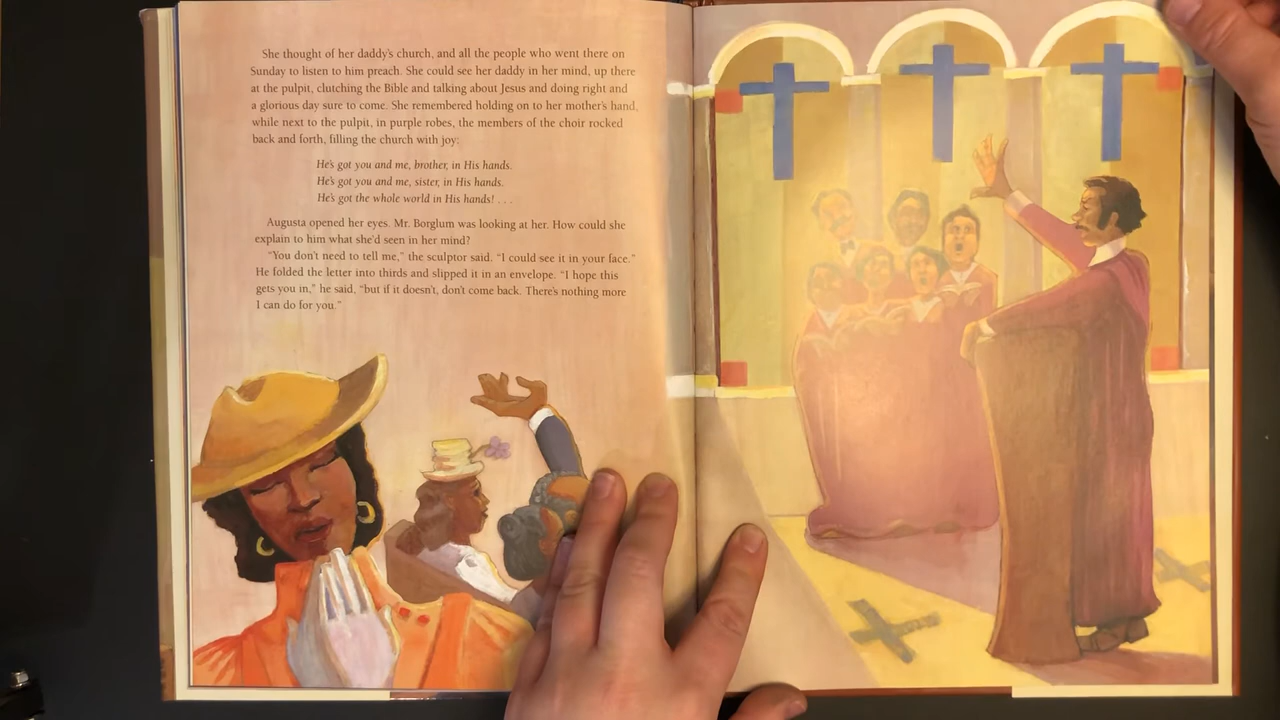 She thought of her daddy's church, and all the people who went there on
Sunday to listen to him preach. She could see her daddy in her mind, up there
at the pulpit, clutching the Bible and talking about Jesus and doing right and
a glorious day sure to come. She remembered holding on to her mother's hand,
while next to the pulpit, in purple robes, the members of the choir rocked
back and forth, filling the church with joy:
He's got you and me, brother, in His hands.
He's got you and me, sister, in His hands.
He's got the whole world in His hands! . . .
Augusta opened her eyes. Mr. Borglum was looking at her. How could she
explain to him what she'd seen in her mind?
"You don't need to tell me," the sculptor said. "I could see it in your face."
He folded the letter into thirds and slipped it in an envelope. "I hope this
gets you in," he said, "but if it doesn't, don't come back. There's nothing more
I can do for you."